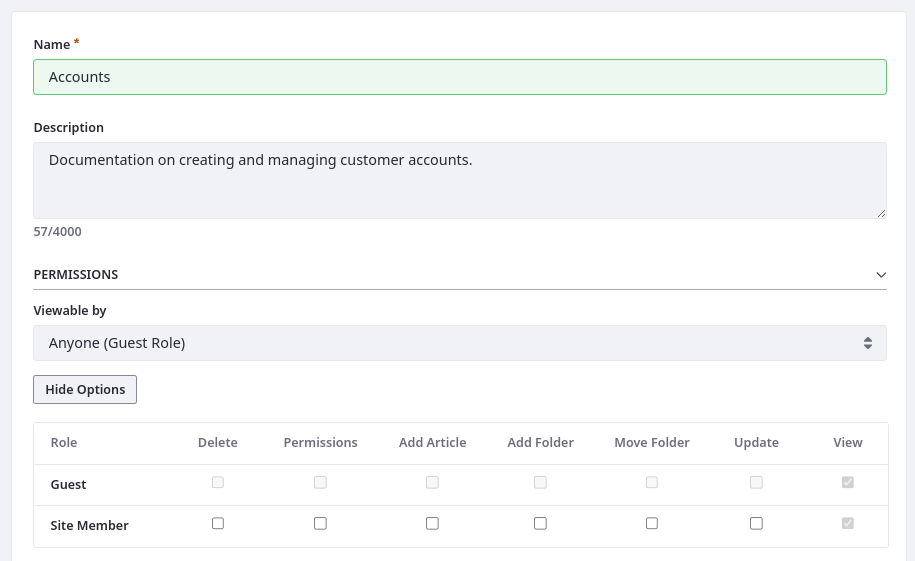 Name *
Accounts
Description
Documentation on creating and managing customer accounts.
57/4000
PERMISSIONS
Viewable by
Anyone (Guest Role)
Hide Options
Role Delete Permissions Add Article Add Folder Move Folder Update View
Guest
Site Member